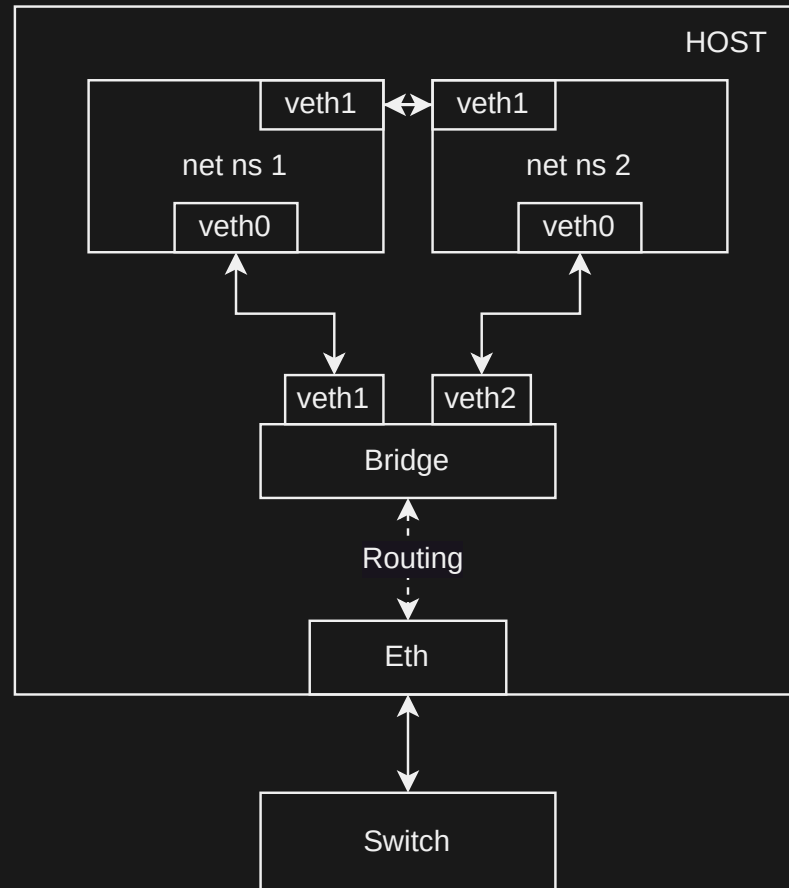 HOST
veth1
veth1
net ns 1
net ns 2
veth0
veth0
veth1
veth2
Bridge
Routing
Eth
Switch